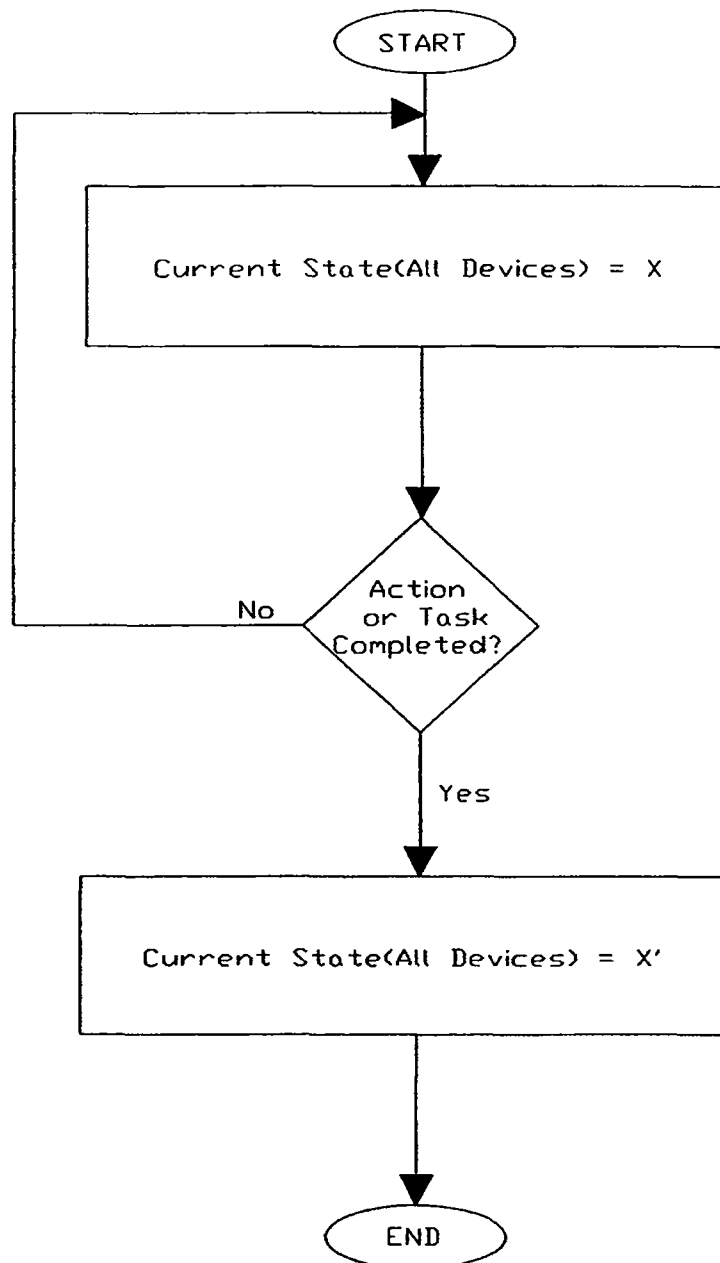 START
Current State(All Devices) = X
Action
or Task
Completed?
No
Yes
Current State(All Devices) = X'
END